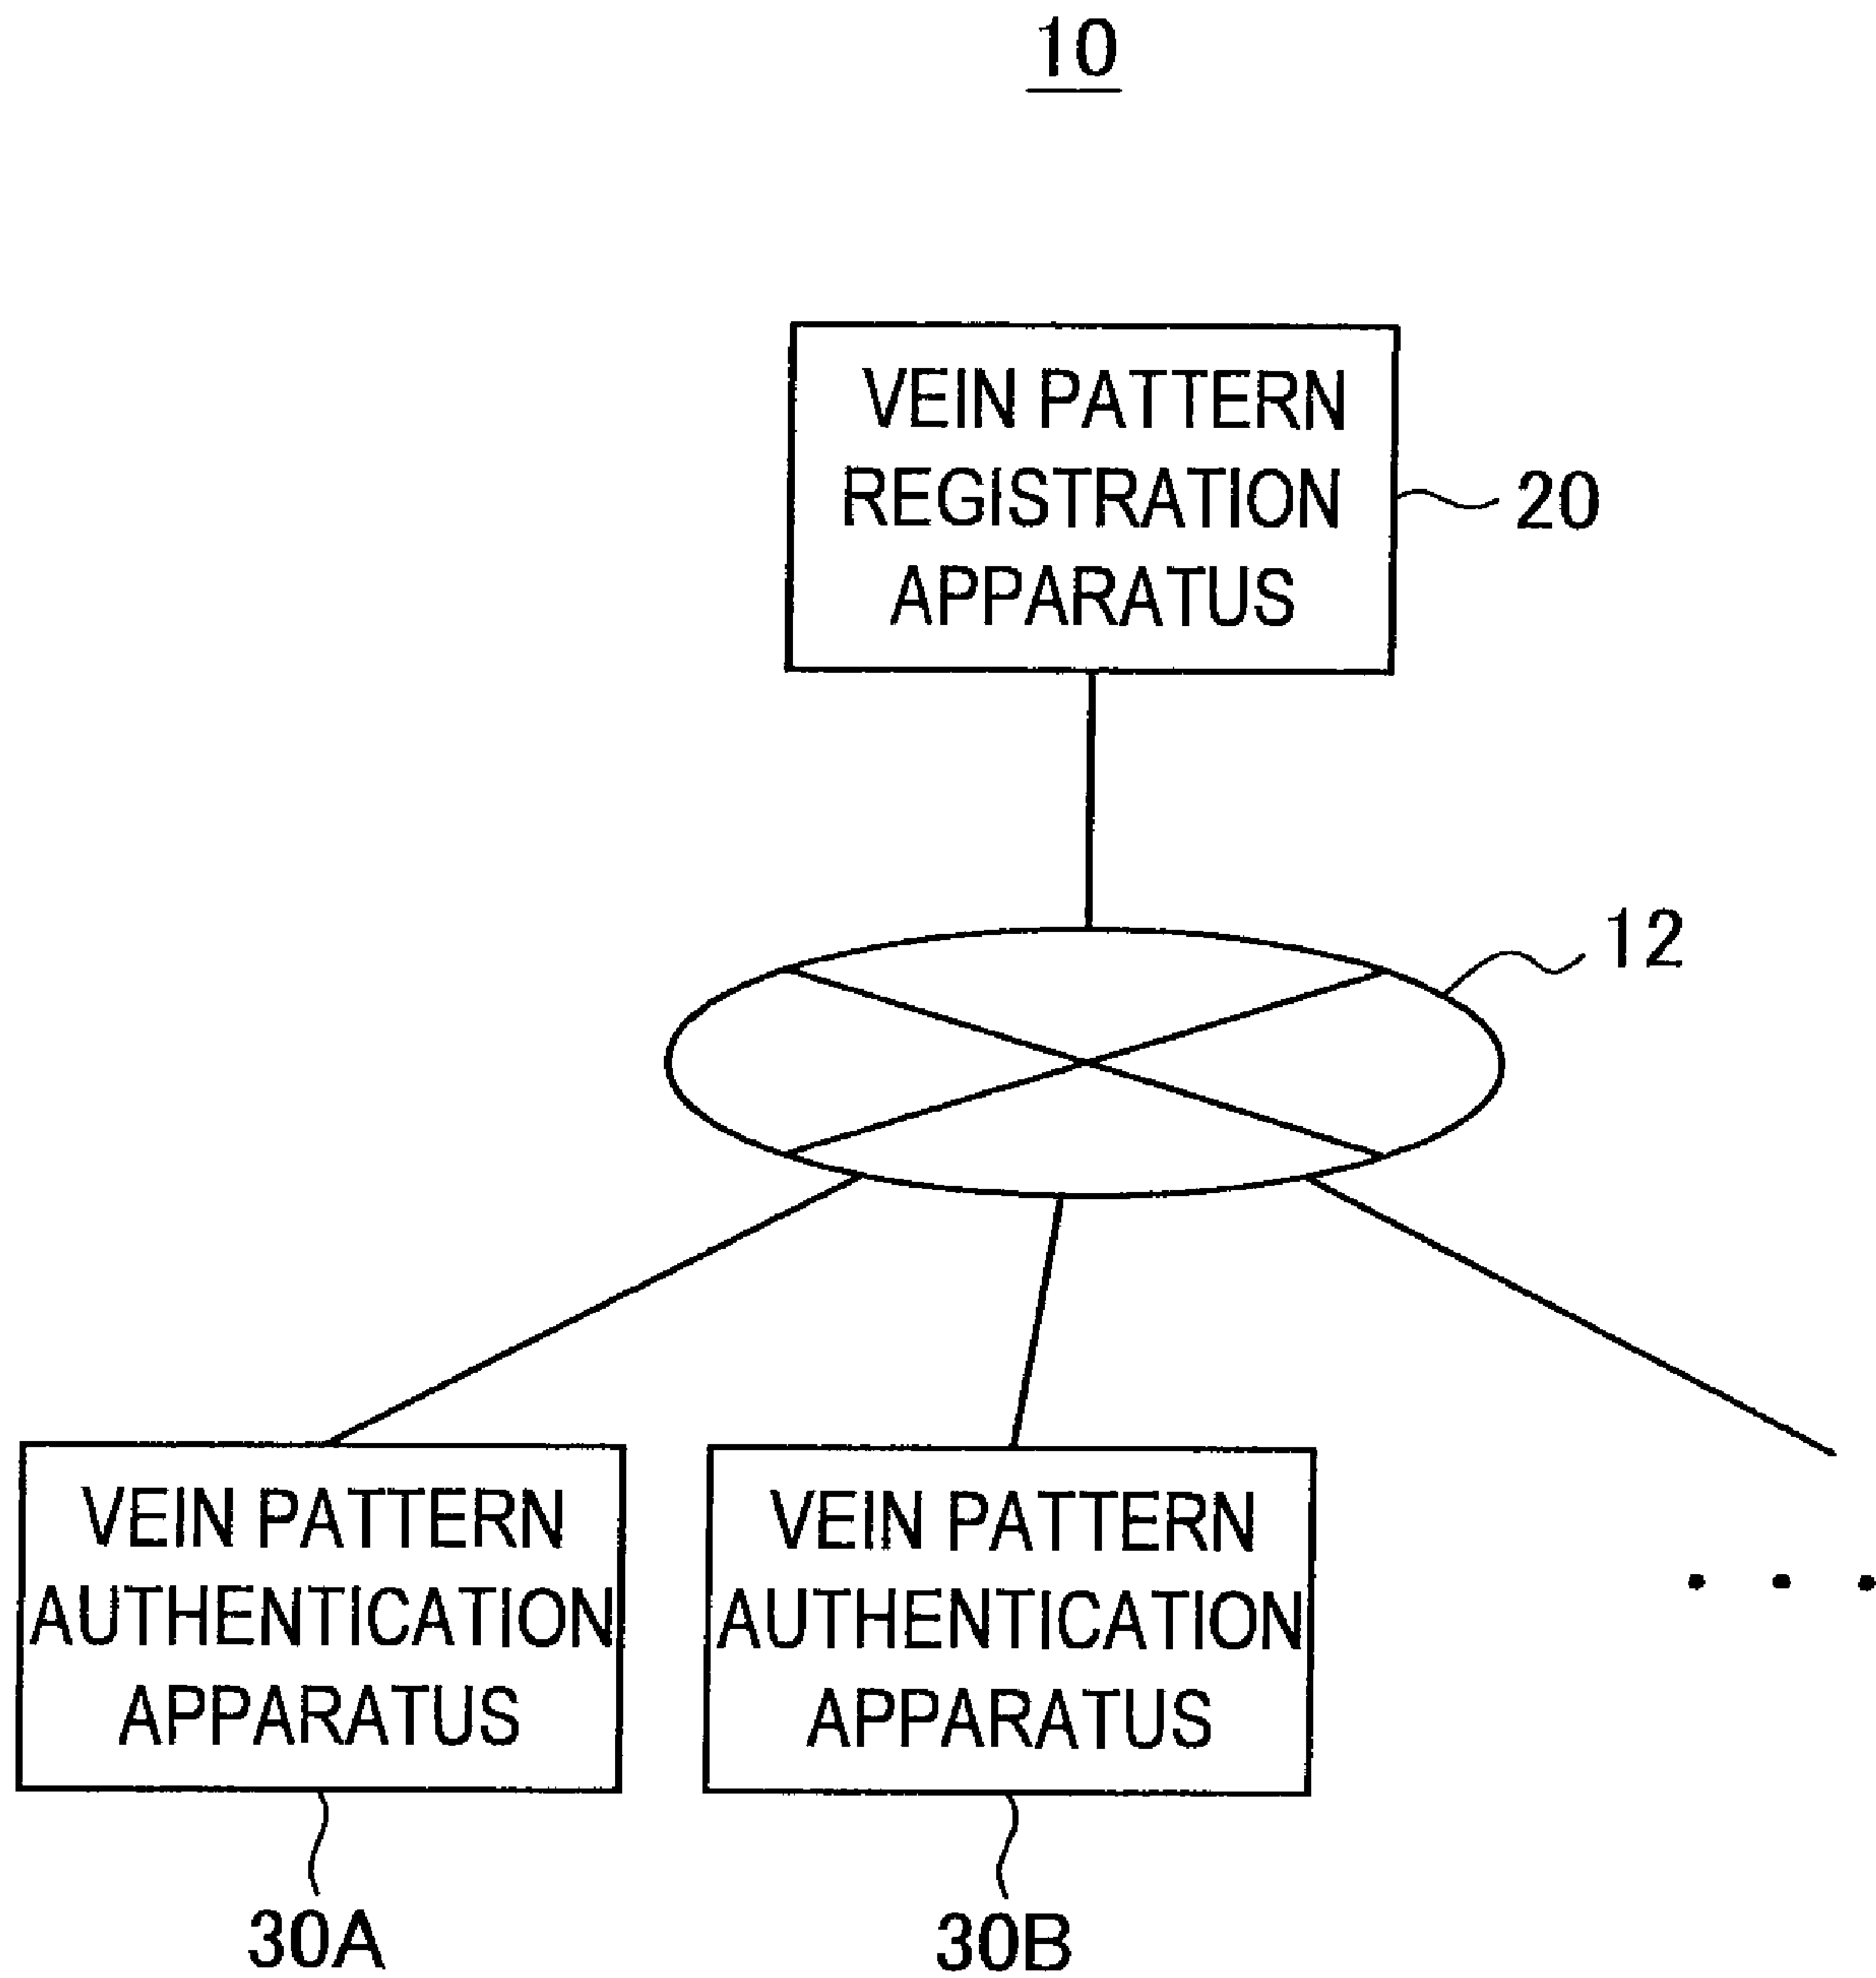 10
VEIN PATTERN
REGISTRATION
APPARATUS
20
12
VEIN PATTERN
AUTHENTICATION
APPARATUS
VEIN PATTERN
AUTHENTICATION
APPARATUS
. . .
30A
30B